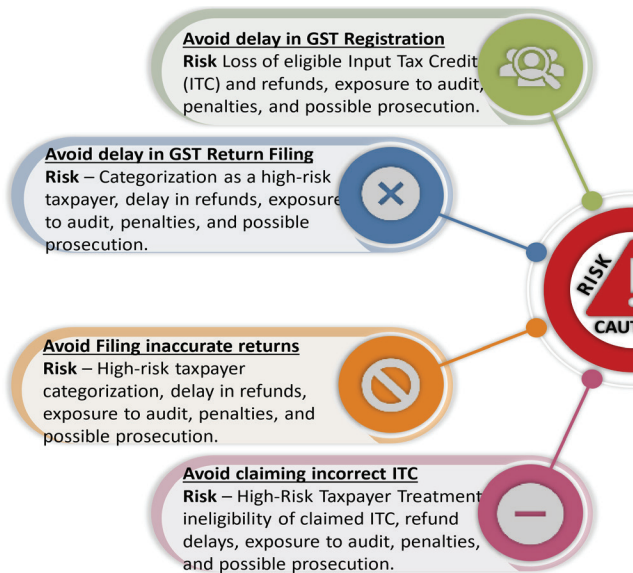 Avoid delay in GST Registration
Risk Loss of eligible Input Tax Credit
(ITC) and refunds, exposure to audit,
penalties, and possible prosecution.
Avoid delay in GST Return Filing
Risk – Categorization as a high-risk
taxpayer, delay in refunds, exposure
to audit, penalties, and possible
prosecution.
RISK
CAUT
Avoid Filing inaccurate returns
Risk – High-risk taxpayer
categorization, delay in refunds,
exposure to audit, penalties, and
possible prosecution.
Avoid claiming incorrect ITC
Risk – High-Risk Taxpayer Treatment
ineligibility of claimed ITC, refund
delays, exposure to audit, penalties,
and possible prosecution.